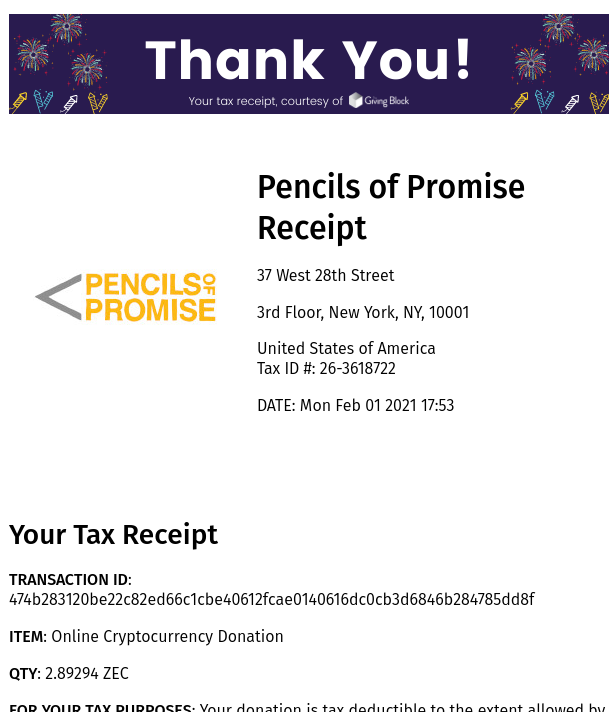 Thank You!
Your tax receipt, courtesy of Giving Block
Pencils of Promise
Receipt
37 West 28th Street
PENCILS OF
PROMISE
3rd Floor, New York, NY, 10001
United States of America
Tax ID #: 26-3618722
DATE: Mon Feb 01 2021 17:53
Your Tax Receipt
TRANSACTION ID:
474b283120be22c82ed66c1cbe40612fcae0140616dc0cb3d6846b284785dd8f
ITEM: Online Cryptocurrency Donation
QTY: 2.89294 ZEC
FOR YOUR TAX PURPOSES: Your donation is tax deductible to the extent allowed by